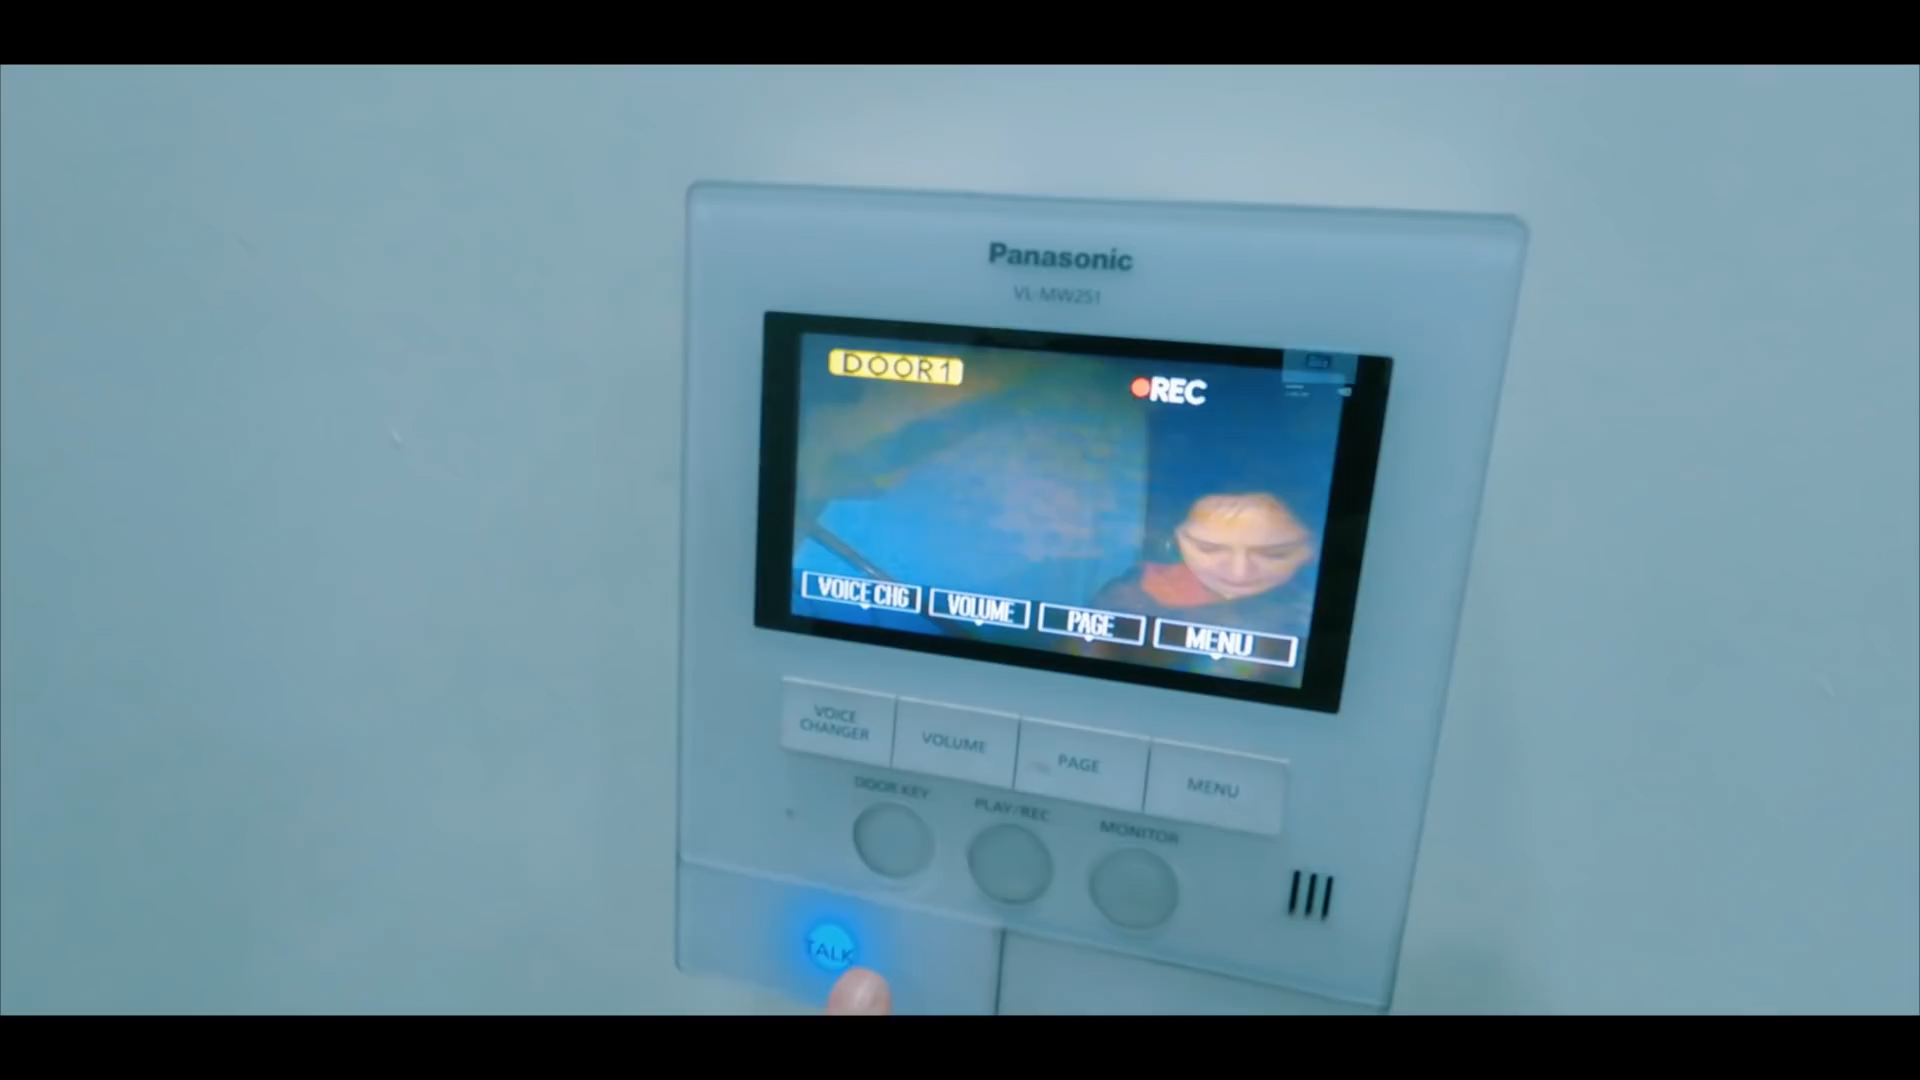 Panasonic
VL-MW251
DOOR1
REC
VOICE CHG VOLUME PAGE MENU
VOICE CHANGER VOLUME PAGE MENU
DOOR KEY PLAY/REC MONITOR
TALK